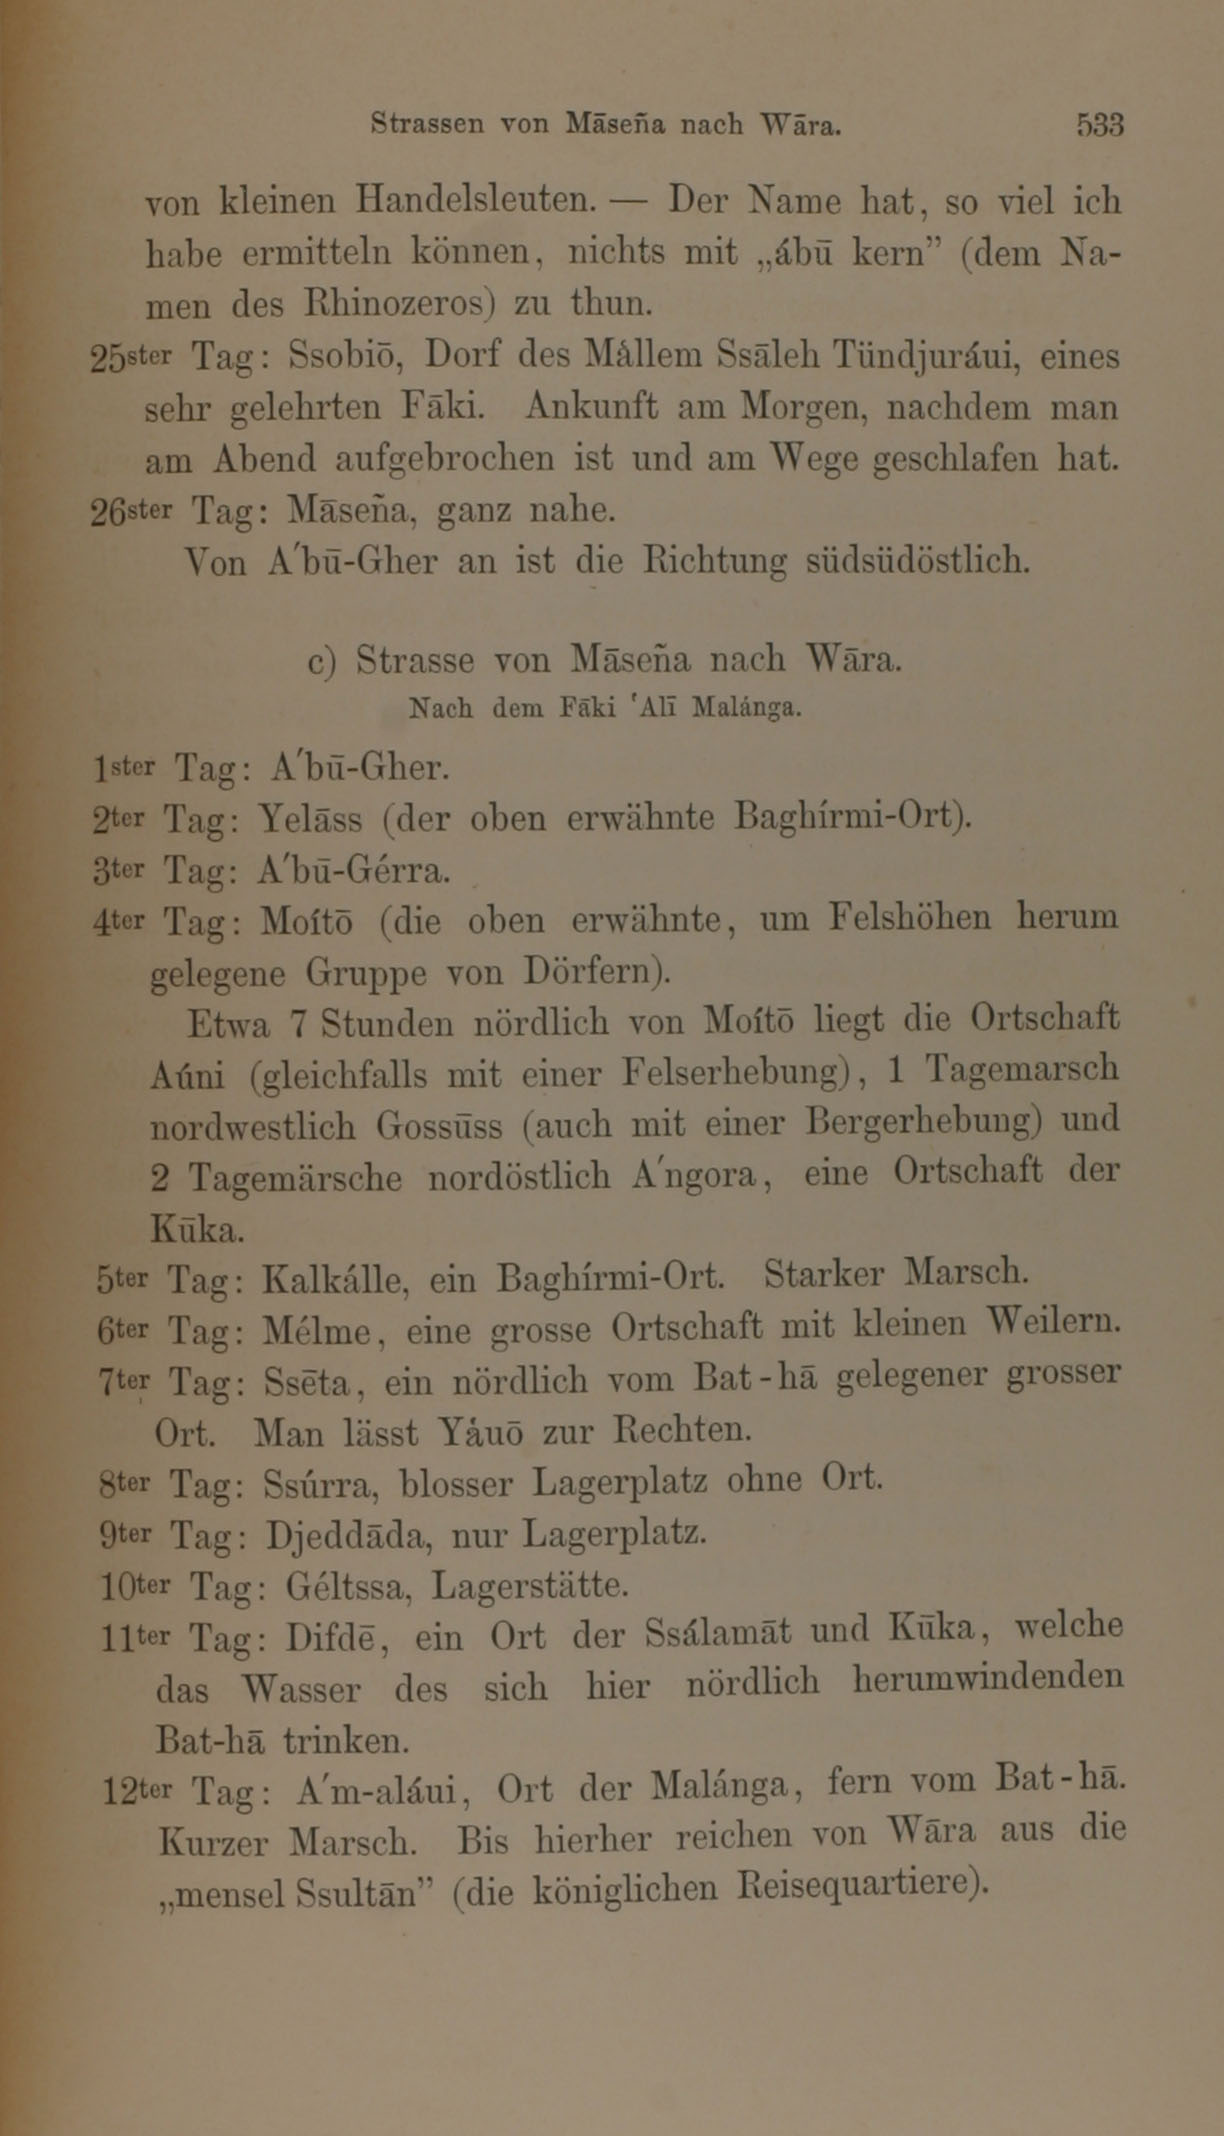 Strassen von Māseña nach Wāra. 533
von kleinen Handelsleuten. — Der Name hat, so viel ich
habe ermitteln können, nichts mit „ábū kern” (dem Na-
men des Rhinozeros) zu thun.
25ster Tag: Ssobiō, Dorf des Mållem Ssāleh Tündjuráui, eines
sehr gelehrten Fāki. Ankunft am Morgen, nachdem man
am Abend aufgebrochen ist und am Wege geschlafen hat.
26ster Tag: Māseña, ganz nahe.
Von A′bū-Gher an ist die Richtung südsüdöstlich.
c) Strasse von Māseña nach Wāra.
Nach dem Fāki ʿAlī Malánga.
1ster Tag: A′bū-Gher.
2ter Tag: Yelāss (der oben erwähnte Baghírmi-Ort).
3ter Tag: A′bū-Gérra.
4ter Tag: Moítō (die oben erwähnte, um Felshöhen herum
gelegene Gruppe von Dörfern).
Etwa 7 Stunden nördlich von Moítō liegt die Ortschaft
Aúni (gleichfalls mit einer Felserhebung), 1 Tagemarsch
nordwestlich Gossūss (auch mit einer Bergerhebung) und
2 Tagemärsche nordöstlich A′ngora, eine Ortschaft der
Kūka.
5ter Tag: Kalkálle, ein Baghírmi-Ort. Starker Marsch.
6ter Tag: Mélme, eine grosse Ortschaft mit kleinen Weilern.
7ter Tag: Ssēta, ein nördlich vom Bat-hā gelegener grosser
Ort. Man lässt Yåuō zur Rechten.
8ter Tag: Ssúrra, blosser Lagerplatz ohne Ort.
9ter Tag: Djeddāda, nur Lagerplatz.
10ter Tag: Géltssa, Lagerstätte.
11ter Tag: Difdē, ein Ort der Ssálamāt und Kūka, welche
das Wasser des sich hier nördlich herumwindenden
Bat-hā trinken.
12ter Tag: A′m-aláui, Ort der Malánga, fern vom Bat-hā.
Kurzer Marsch. Bis hierher reichen von Wāra aus die
„mensel Ssultān” (die königlichen Reisequartiere).